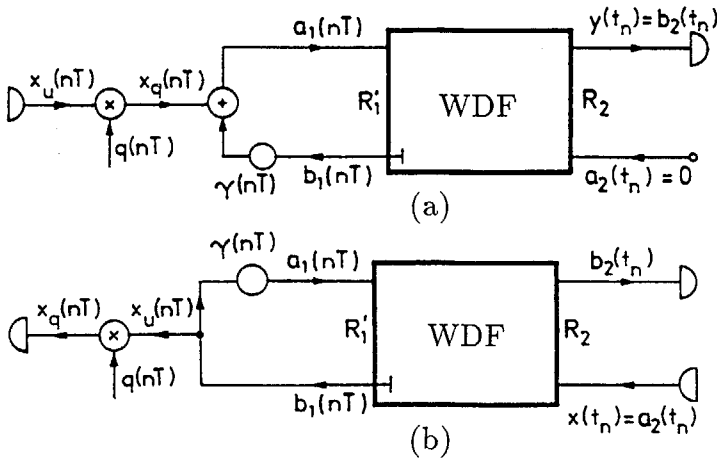 a₁(nT) y(tₙ)=b₂(tₙ)
xᵤ(nT) x_q(nT)
× + R₁′ WDF R₂
q(nT)
γ(nT) b₁(nT) a₂(tₙ)=0
(a)
γ(nT) a₁(nT) b₂(tₙ)
x_q(nT) xᵤ(nT)
× R₁′ WDF R₂
q(nT)
b₁(nT) x(tₙ)=a₂(tₙ)
(b)